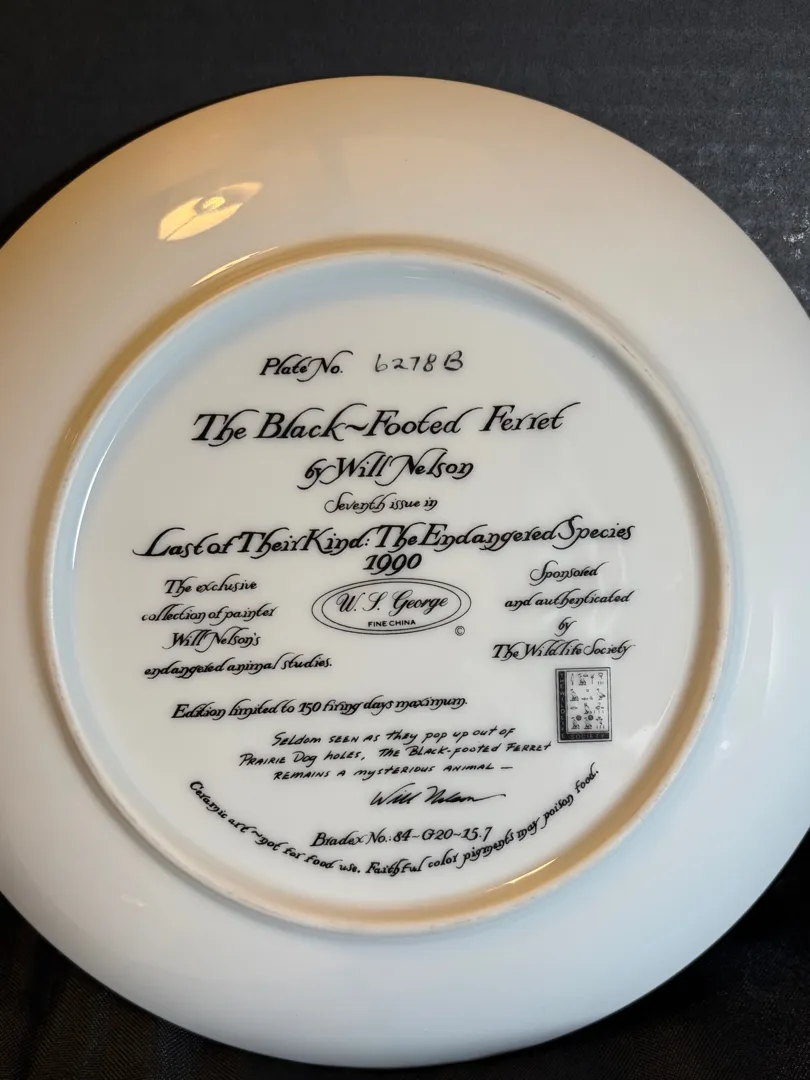 Plate No. 6278B
The Black~Footed Ferret
by Will Nelson
Seventh issue in
Last of Their Kind: The Endangered Species
1990
The exclusive
collection of painter
Will Nelson's
endangered animal studies.
W. S. George
FINE CHINA
©
Sponsored
and authenticated
by
The Wildlife Society
Edition limited to 150 firing days maximum.
SELDOM SEEN AS THEY POP UP OUT OF
PRAIRIE DOG HOLES, THE BLACK-FOOTED FERRET
REMAINS A MYSTERIOUS ANIMAL —
Will Nelson
Bradex No.: 84~G20~15.7
Ceramic art ~ not for food use. Faithful color pigments may poison food.